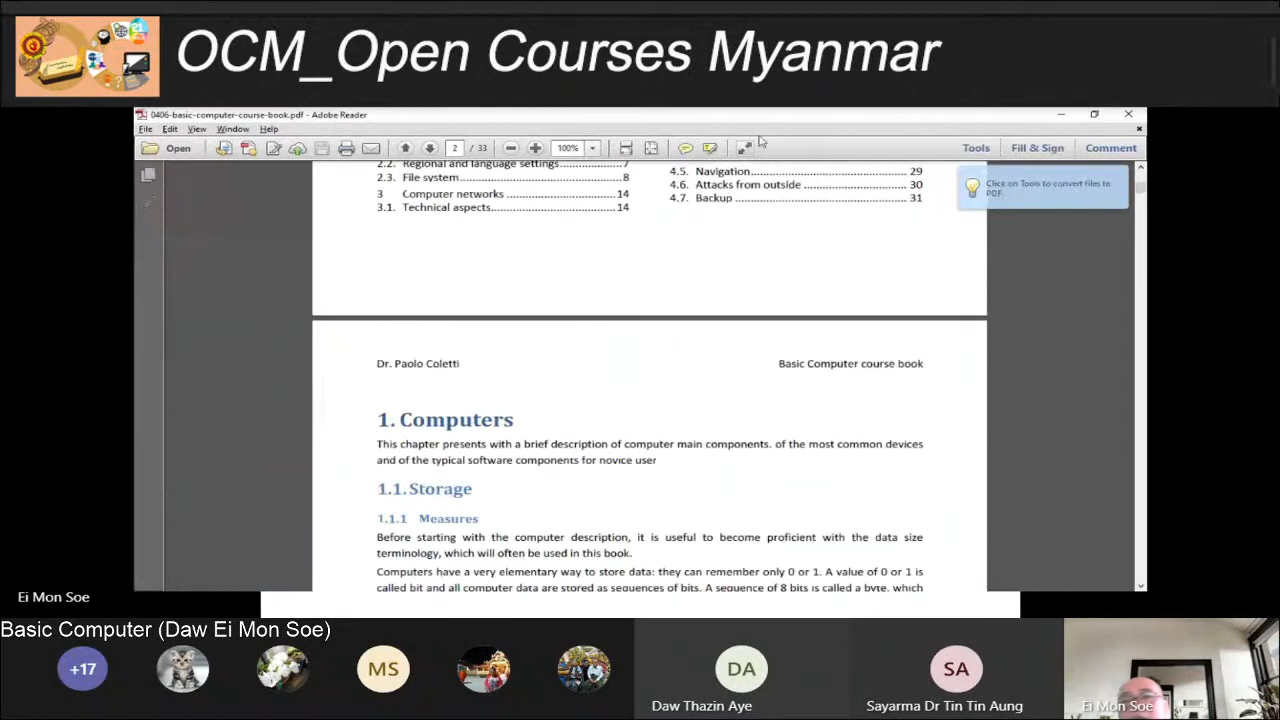 OCM_Open Courses Myanmar
0406-basic-computer-course-book.pdf - Adobe Reader
File Edit View Window Help
Open 2 / 33 100% Tools Fill & Sign Comment
2.2. Regional and language settings 7
2.3. File system 8
3 Computer networks 14
3.1. Technical aspects 14
4.5. Navigation 29
4.6. Attacks from outside 30
4.7. Backup 31
Click on Tools to convert files to
PDF.
Dr. Paolo Coletti Basic Computer course book
1. Computers
This chapter presents with a brief description of computer main components. of the most common devices
and of the typical software components for novice user
1.1. Storage
1.1.1 Measures
Before starting with the computer description, it is useful to become proficient with the data size
terminology, which will often be used in this book.
Computers have a very elementary way to store data: they can remember only 0 or 1. A value of 0 or 1 is
called bit and all computer data are stored as sequences of bits. A sequence of 8 bits is called a byte, which
Ei Mon Soe
Basic Computer (Daw Ei Mon Soe)
+17
MS
DA
Daw Thazin Aye
SA
Sayarma Dr Tin Tin Aung
Ei Mon Soe